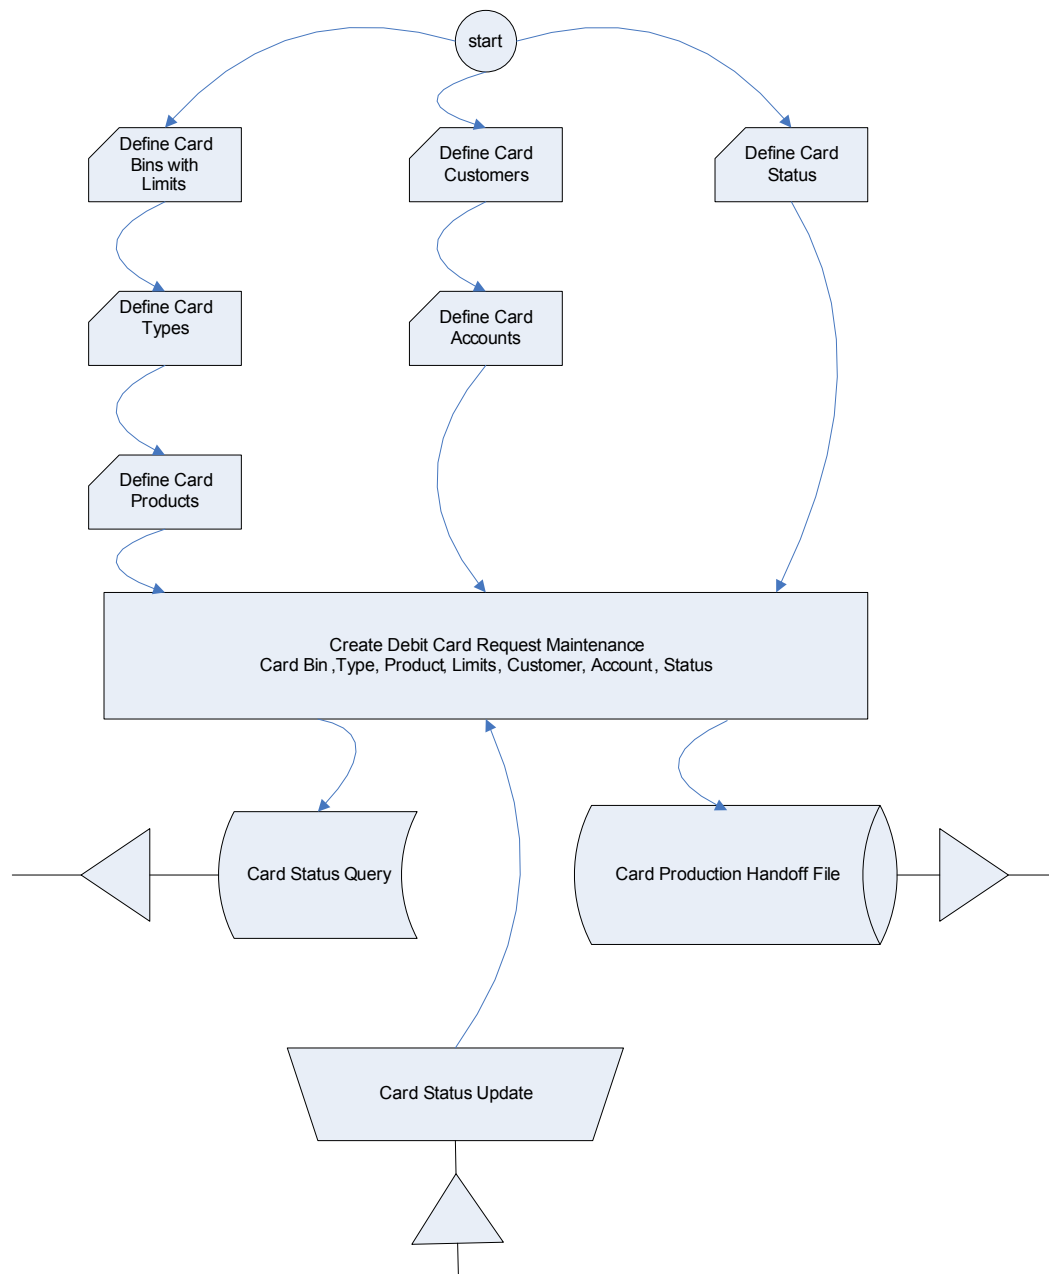 start
Define Card
Bins with
Limits
Define Card
Customers
Define Card
Status
Define Card
Types
Define Card
Accounts
Define Card
Products
Create Debit Card Request Maintenance
Card Bin ,Type, Product, Limits, Customer, Account, Status
Card Status Query
Card Production Handoff File
Card Status Update